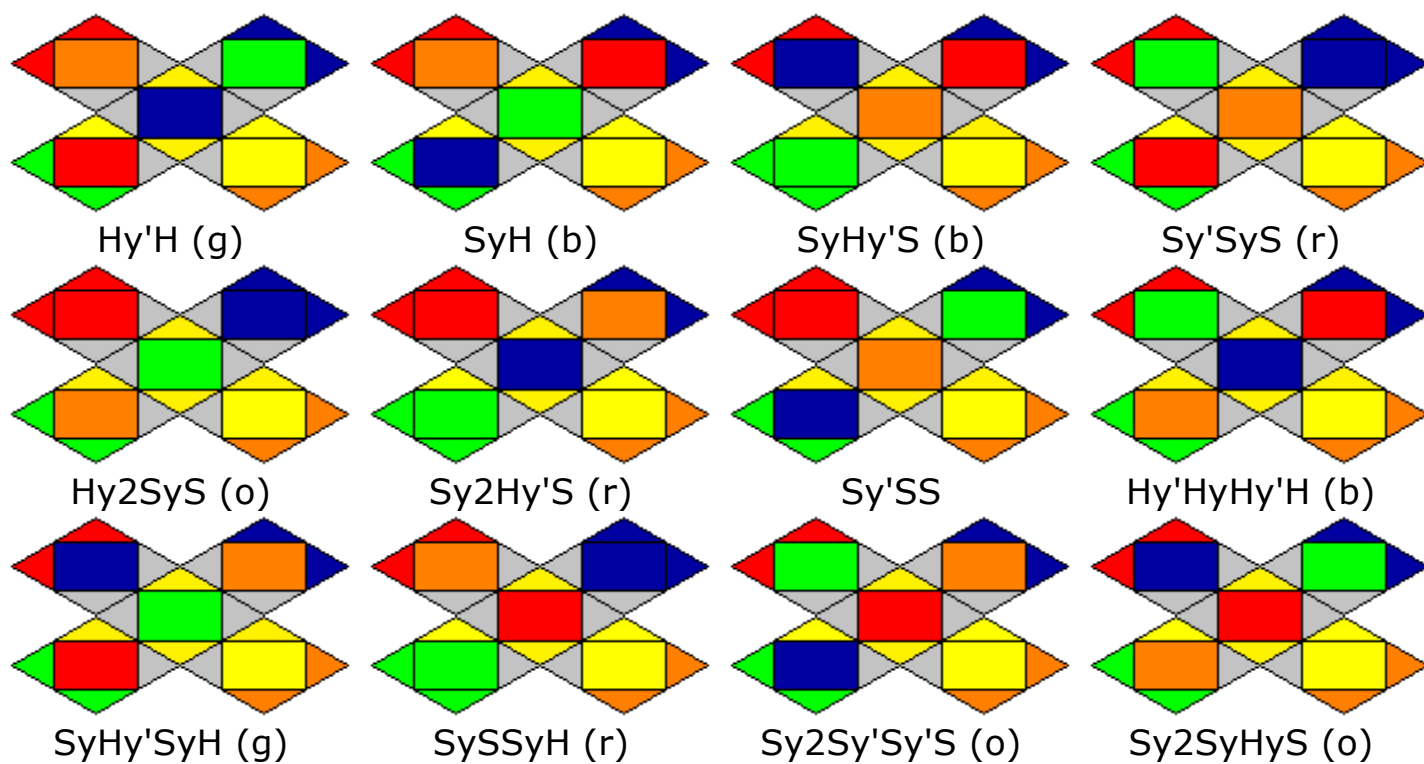 Hy'H (g)
SyH (b)
SyHy'S (b)
Sy'SyS (r)
Hy2SyS (o)
Sy2Hy'S (r)
Sy'SS
Hy'HyHy'H (b)
SyHy'SyH (g)
SySSyH (r)
Sy2Sy'Sy'S (o)
Sy2SyHyS (o)